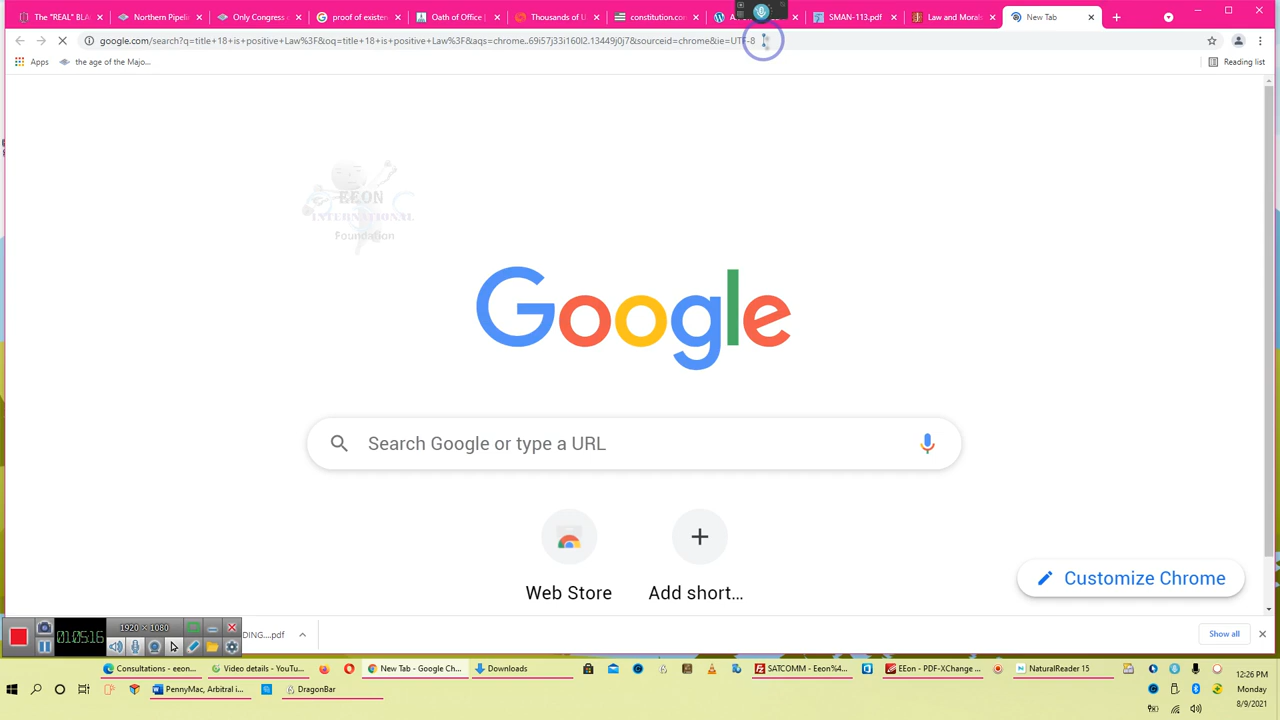 The "REAL" BLA
Northern Pipelin
Only Congress c
proof of existen
Oath of Office |
Thousands of U
constitution.con
SMAN-113.pdf
Law and Morals
New Tab
google.com/search?q=title+18+is+positive+Law%3F&oq=title+18+is+positive+Law%3F&aqs=chrome..69i57j33i160l2.13449j0j7&sourceid=chrome&ie=UTF-8
Apps
the age of the Majo...
Reading list
EEON
INTERNATIONAL
Foundation
Google
Search Google or type a URL
Web Store
Add short...
Customize Chrome
1920 × 1080
01:05:16
DING....pdf
Show all
Consultations - eeon...
Video details - YouTu...
New Tab - Google Ch...
Downloads
SATCOMM - Eeon%4...
EEon - PDF-XChange ...
NaturalReader 15
12:26 PM
PennyMac, Arbitral i...
DragonBar
Monday
8/9/2021